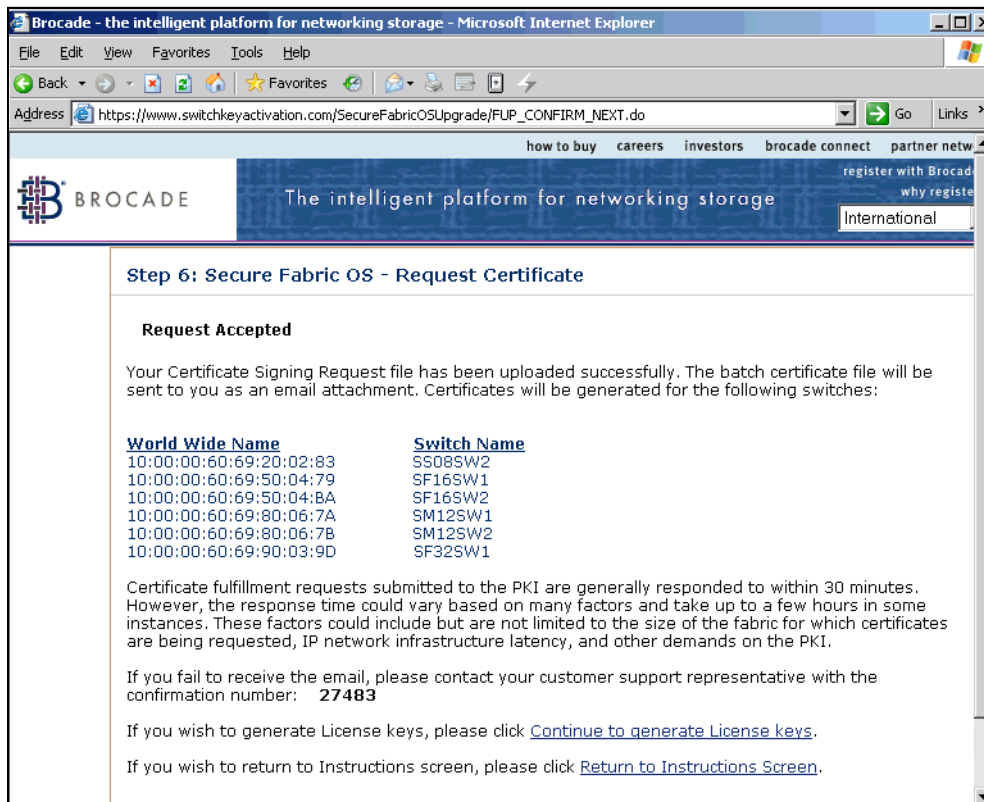 Brocade - the intelligent platform for networking storage - Microsoft Internet Explorer
File Edit View Favorites Tools Help
Back Favorites
Address https://www.switchkeyactivation.com/SecureFabricOSUpgrade/FUP_CONFIRM_NEXT.do Go Links
how to buy careers investors brocade connect partner netw
register with Brocad
why registe
BROCADE The intelligent platform for networking storage
International
Step 6: Secure Fabric OS - Request Certificate
Request Accepted
Your Certificate Signing Request file has been uploaded successfully. The batch certificate file will be
sent to you as an email attachment. Certificates will be generated for the following switches:
World Wide Name Switch Name
10:00:00:60:69:20:02:83 SS08SW2
10:00:00:60:69:50:04:79 SF16SW1
10:00:00:60:69:50:04:BA SF16SW2
10:00:00:60:69:80:06:7A SM12SW1
10:00:00:60:69:80:06:7B SM12SW2
10:00:00:60:69:90:03:9D SF32SW1
Certificate fulfillment requests submitted to the PKI are generally responded to within 30 minutes.
However, the response time could vary based on many factors and take up to a few hours in some
instances. These factors could include but are not limited to the size of the fabric for which certificates
are being requested, IP network infrastructure latency, and other demands on the PKI.
If you fail to receive the email, please contact your customer support representative with the
confirmation number: 27483
If you wish to generate License keys, please click Continue to generate License keys.
If you wish to return to Instructions screen, please click Return to Instructions Screen.